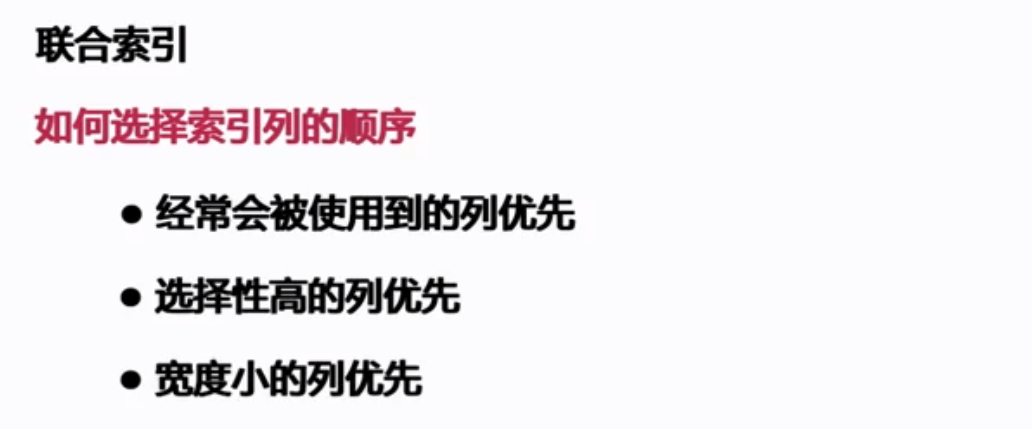 联合索引
如何选择索引列的顺序
● 经常会被使用到的列优先
● 选择性高的列优先
● 宽度小的列优先